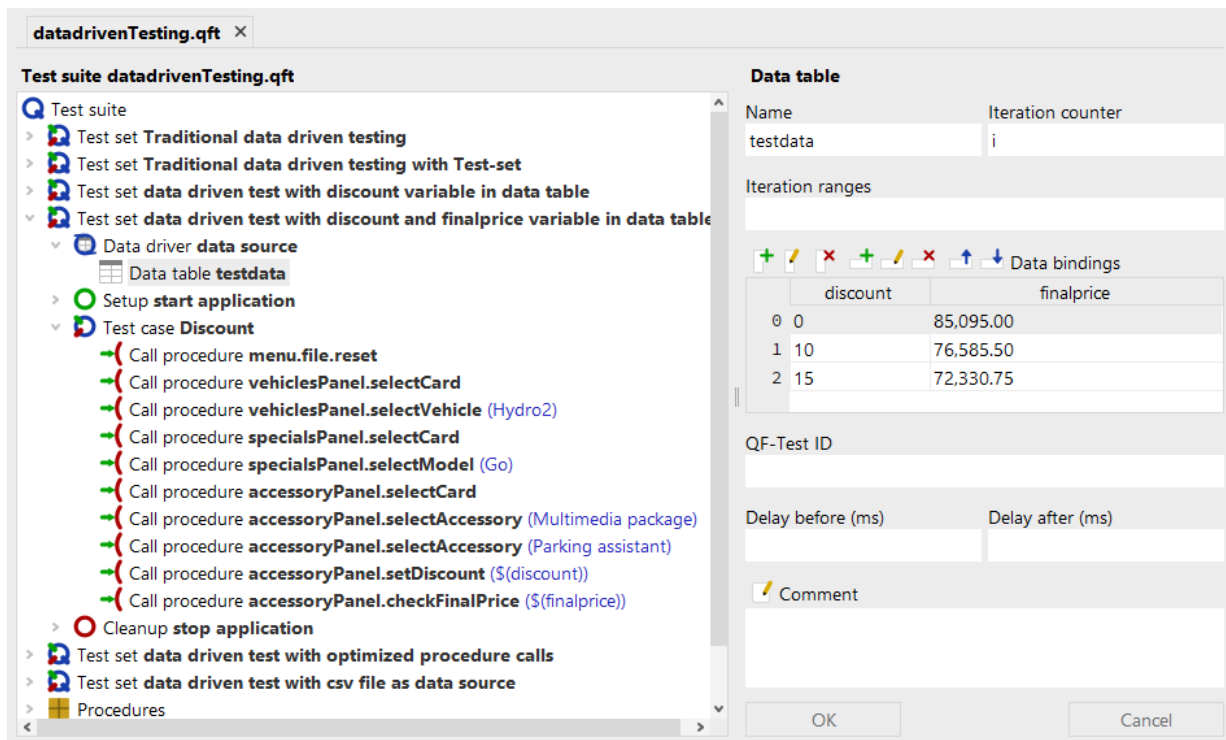 datadrivenTesting.qft ×
Test suite datadrivenTesting.qft
Test suite
Test set Traditional data driven testing
Test set Traditional data driven testing with Test-set
Test set data driven test with discount variable in data table
Test set data driven test with discount and finalprice variable in data table
Data driver data source
Data table testdata
Setup start application
Test case Discount
Call procedure menu.file.reset
Call procedure vehiclesPanel.selectCard
Call procedure vehiclesPanel.selectVehicle (Hydro2)
Call procedure specialsPanel.selectCard
Call procedure specialsPanel.selectModel (Go)
Call procedure accessoryPanel.selectCard
Call procedure accessoryPanel.selectAccessory (Multimedia package)
Call procedure accessoryPanel.selectAccessory (Parking assistant)
Call procedure accessoryPanel.setDiscount ($(discount))
Call procedure accessoryPanel.checkFinalPrice ($(finalprice))
Cleanup stop application
Test set data driven test with optimized procedure calls
Test set data driven test with csv file as data source
Procedures
Data table
Name Iteration counter
testdata i
Iteration ranges
Data bindings
discount finalprice
0 0 85,095.00
1 10 76,585.50
2 15 72,330.75
QF-Test ID
Delay before (ms) Delay after (ms)
Comment
OK Cancel